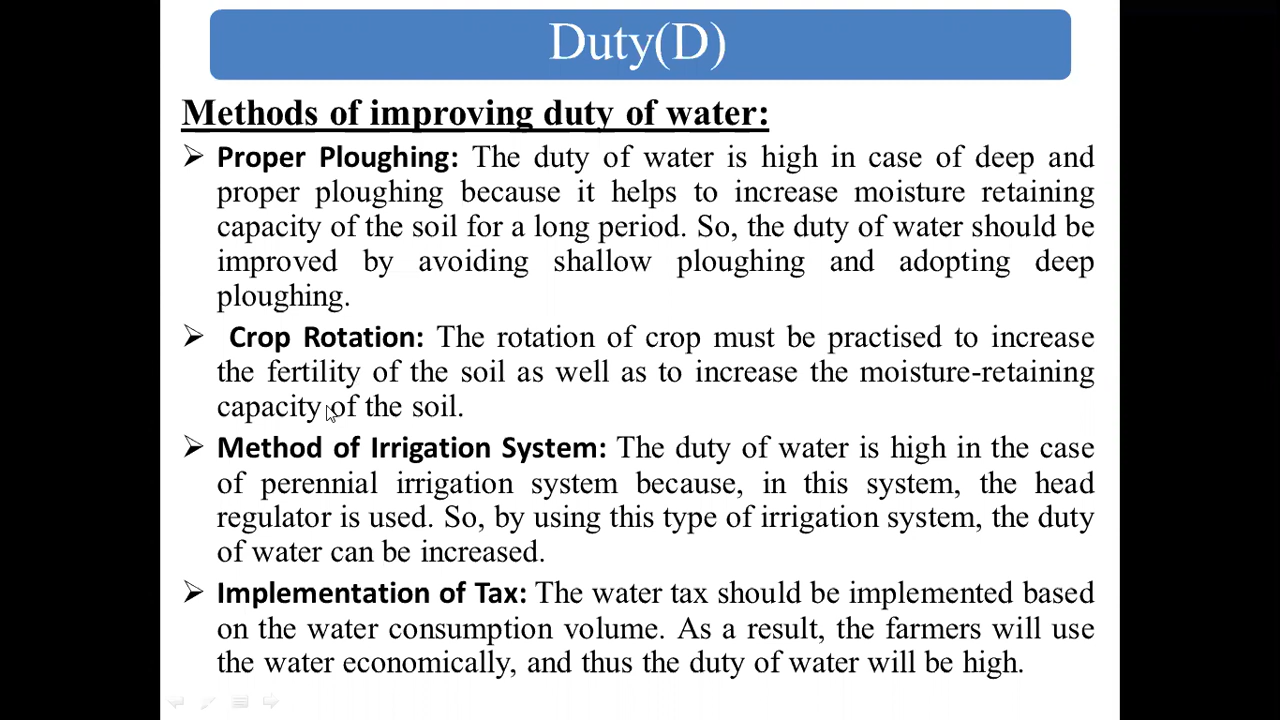 Duty(D)
Methods of improving duty of water:
➢ Proper Ploughing: The duty of water is high in case of deep and
proper ploughing because it helps to increase moisture retaining
capacity of the soil for a long period. So, the duty of water should be
improved by avoiding shallow ploughing and adopting deep
ploughing.
➢ Crop Rotation: The rotation of crop must be practised to increase
the fertility of the soil as well as to increase the moisture-retaining
capacity of the soil.
➢ Method of Irrigation System: The duty of water is high in the case
of perennial irrigation system because, in this system, the head
regulator is used. So, by using this type of irrigation system, the duty
of water can be increased.
➢ Implementation of Tax: The water tax should be implemented based
on the water consumption volume. As a result, the farmers will use
the water economically, and thus the duty of water will be high.